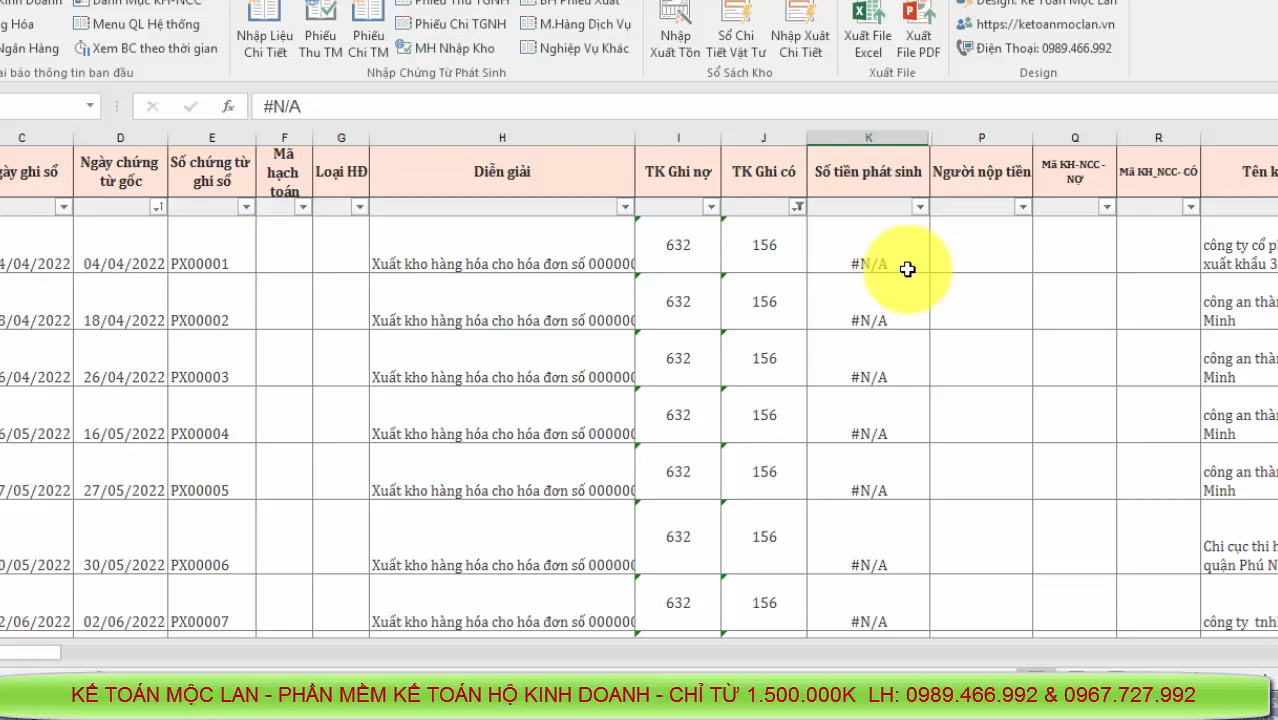 Danh Mục KH-NCC
Phiếu Thu TGNH
BH Phiếu Xuất
Design: Kế Toán Mộc Lan
Menu QL Hệ thống
Phiếu Chi TGNH
M.Hàng Dịch Vụ
https://ketoanmoclan.vn
Ngân Hàng
Xem BC theo thời gian
Nhập Liệu Chi Tiết
Phiếu Thu TM
Phiếu Chi TM
MH Nhập Kho
Nghiệp Vụ Khác
Nhập Xuất Tồn
Sổ Chi Tiết Vật Tư
Nhập Xuất Chi Tiết
Xuất File Excel
Xuất File PDF
Điện Thoại: 0989.466.992
ai báo thông tin ban đầu
Nhập Chứng Từ Phát Sinh
Sổ Sách Kho
Xuất File
Design
fx #N/A
C D E F G H I J K P Q R
gày ghi sổ
Ngày chứng từ gốc
Số chứng từ ghi sổ
Mã hạch toán
Loại HĐ
Diễn giải
TK Ghi nợ
TK Ghi có
Số tiền phát sinh
Người nộp tiền
Mã KH-NCC - NỢ
Mã KH_NCC- CÓ
Tên k
4/04/2022 04/04/2022 PX00001 Xuất kho hàng hóa cho hóa đơn số 000000 632 156 #N/A công ty cổ ph
xuất khẩu 3
8/04/2022 18/04/2022 PX00002 Xuất kho hàng hóa cho hóa đơn số 000000 632 156 #N/A công an thàn
Minh
6/04/2022 26/04/2022 PX00003 Xuất kho hàng hóa cho hóa đơn số 000000 632 156 #N/A công an thàn
Minh
6/05/2022 16/05/2022 PX00004 Xuất kho hàng hóa cho hóa đơn số 000000 632 156 #N/A công an thàn
Minh
7/05/2022 27/05/2022 PX00005 Xuất kho hàng hóa cho hóa đơn số 000000 632 156 #N/A công an thàn
Minh
0/05/2022 30/05/2022 PX00006 Xuất kho hàng hóa cho hóa đơn số 000000 632 156 #N/A Chi cục thi h
quận Phú N
2/06/2022 02/06/2022 PX00007 Xuất kho hàng hóa cho hóa đơn số 000000 632 156 #N/A công ty tnh
KẾ TOÁN MỘC LAN - PHẦN MỀM KẾ TOÁN HỘ KINH DOANH - CHỈ TỪ 1.500.000K LH: 0989.466.992 & 0967.727.992